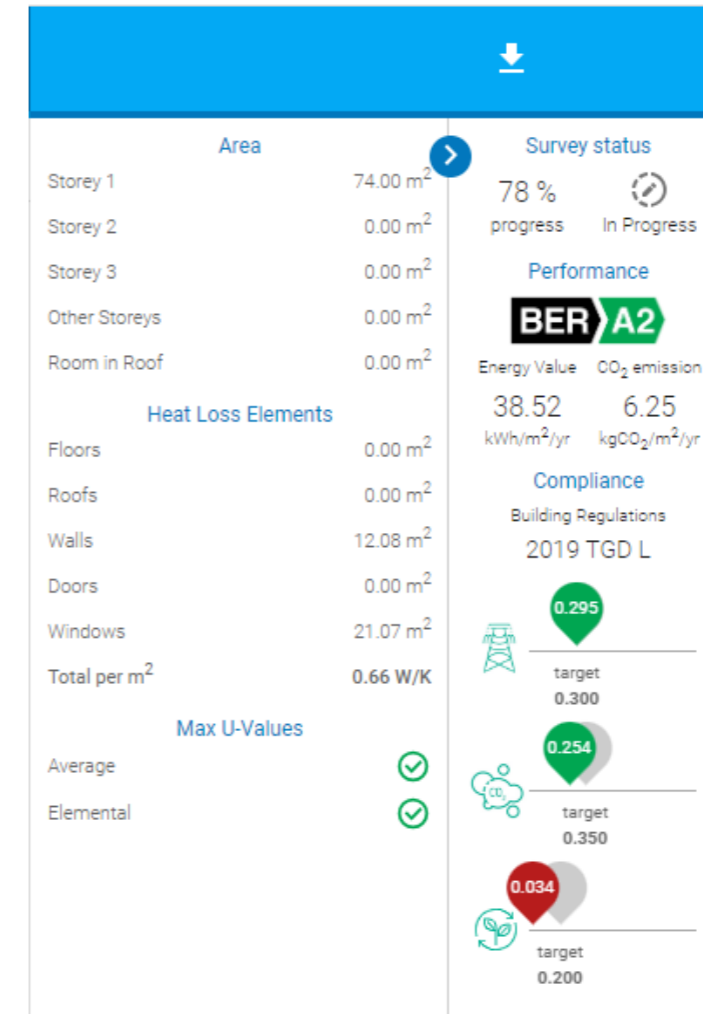 Area
Storey 1 74.00 m²
Storey 2 0.00 m²
Storey 3 0.00 m²
Other Storeys 0.00 m²
Room in Roof 0.00 m²
Heat Loss Elements
Floors 0.00 m²
Roofs 0.00 m²
Walls 12.08 m²
Doors 0.00 m²
Windows 21.07 m²
Total per m² 0.66 W/K
Max U-Values
Average
Elemental
Survey status
78 %
progress In Progress
Performance
BER A2
Energy Value CO₂ emission
38.52 6.25
kWh/m²/yr kgCO₂/m²/yr
Compliance
Building Regulations
2019 TGD L
0.295
target
0.300
0.254
CO₂
target
0.350
0.034
target
0.200